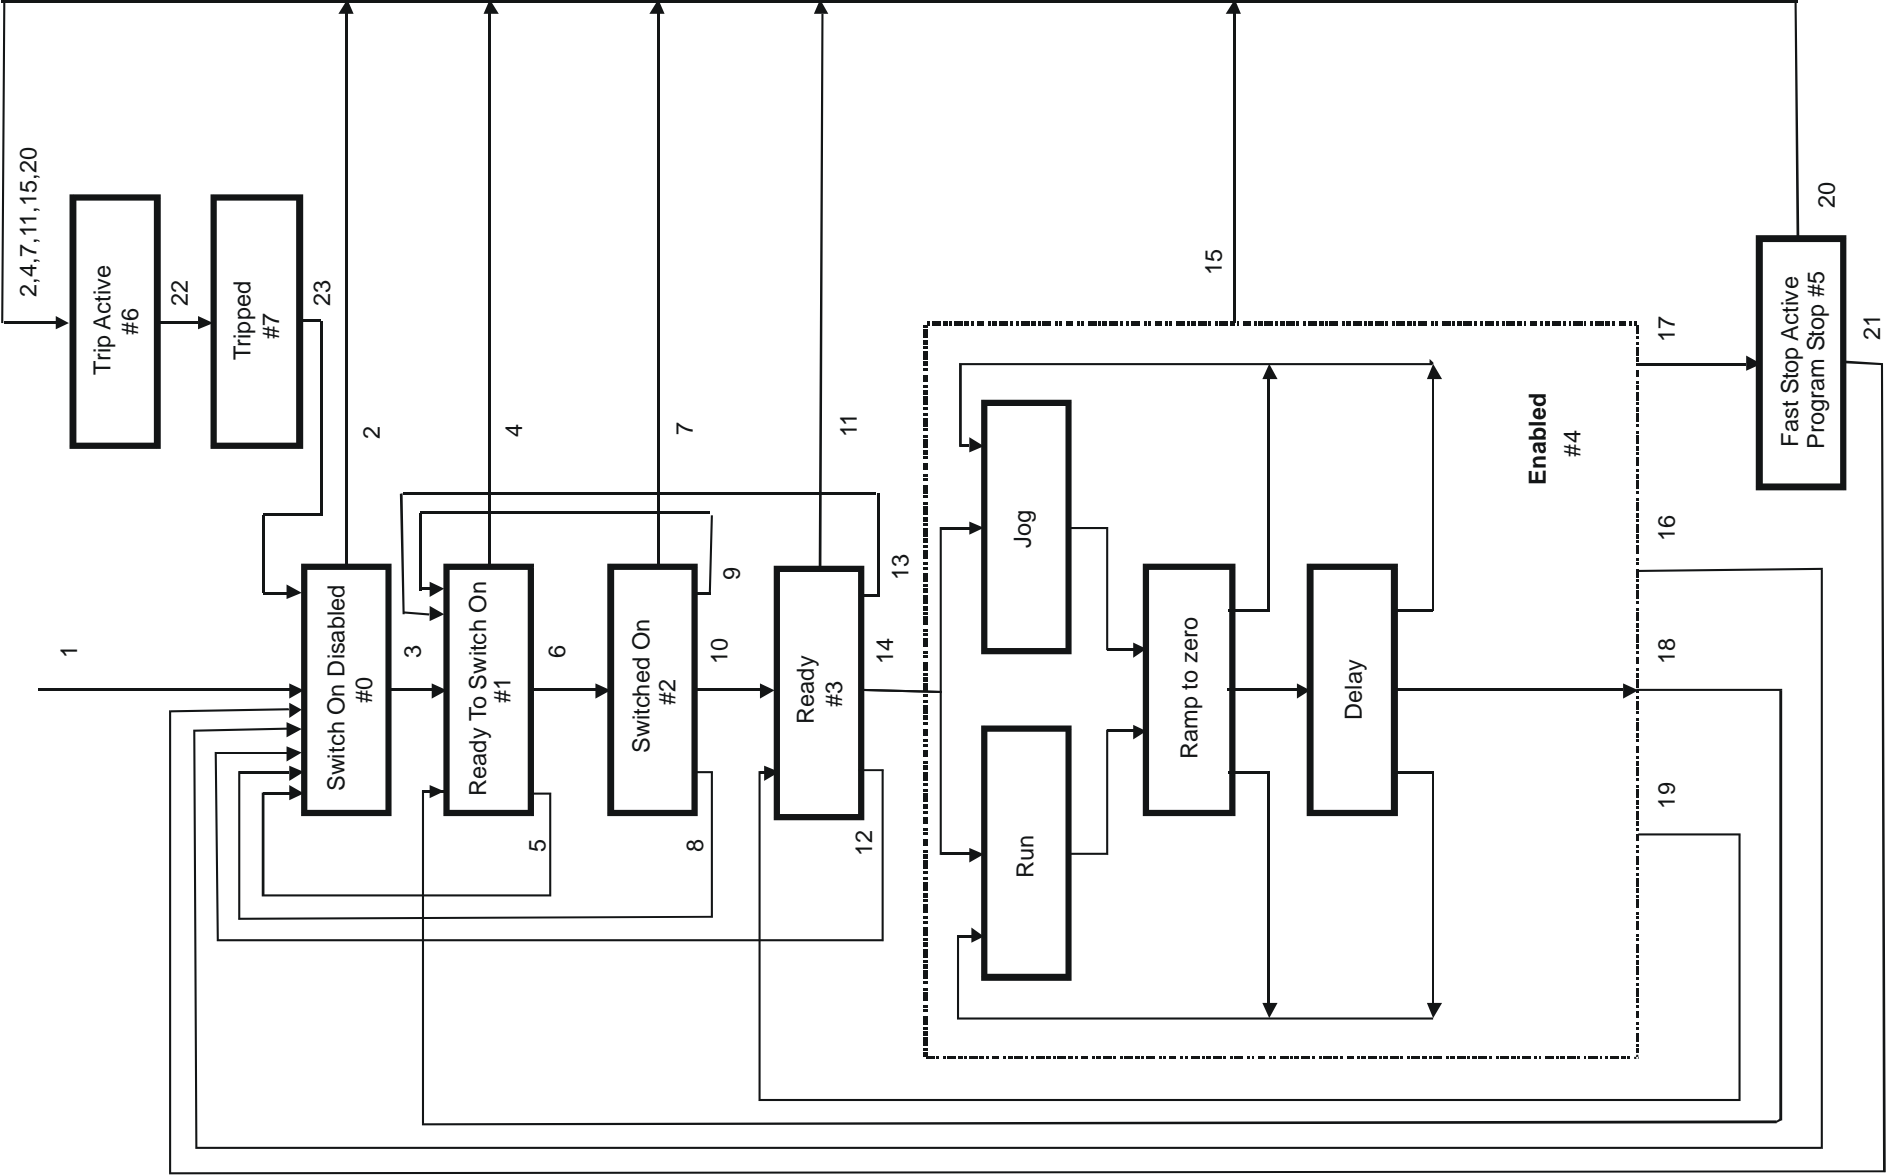 2,4,7,11,15,20
Trip Active
#6
22
Tripped
#7
23
1
Switch On Disabled
#0
2
3
Ready To Switch On
#1
4
5
6
Switched On
#2
7
8
9
10
Ready
#3
11
12
13
14
Run
Jog
Ramp to zero
Delay
Enabled
#4
15
16
17
18
19
Fast Stop Active
Program Stop #5
20
21